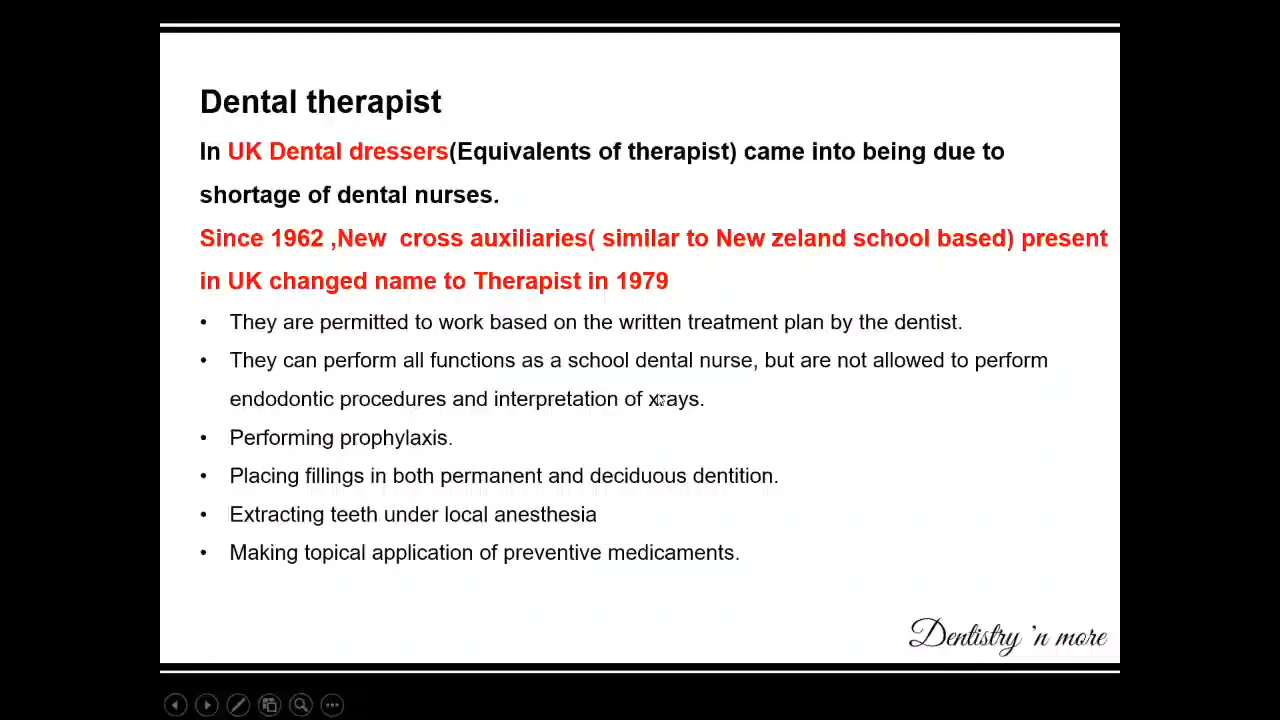 Dental therapist
In UK Dental dressers(Equivalents of therapist) came into being due to
shortage of dental nurses.
Since 1962 ,New  cross auxiliaries( similar to New zeland school based) present
in UK changed name to Therapist in 1979
• They are permitted to work based on the written treatment plan by the dentist.
• They can perform all functions as a school dental nurse, but are not allowed to perform
endodontic procedures and interpretation of xrays.
• Performing prophylaxis.
• Placing fillings in both permanent and deciduous dentition.
• Extracting teeth under local anesthesia
• Making topical application of preventive medicaments.
Dentistry 'n more